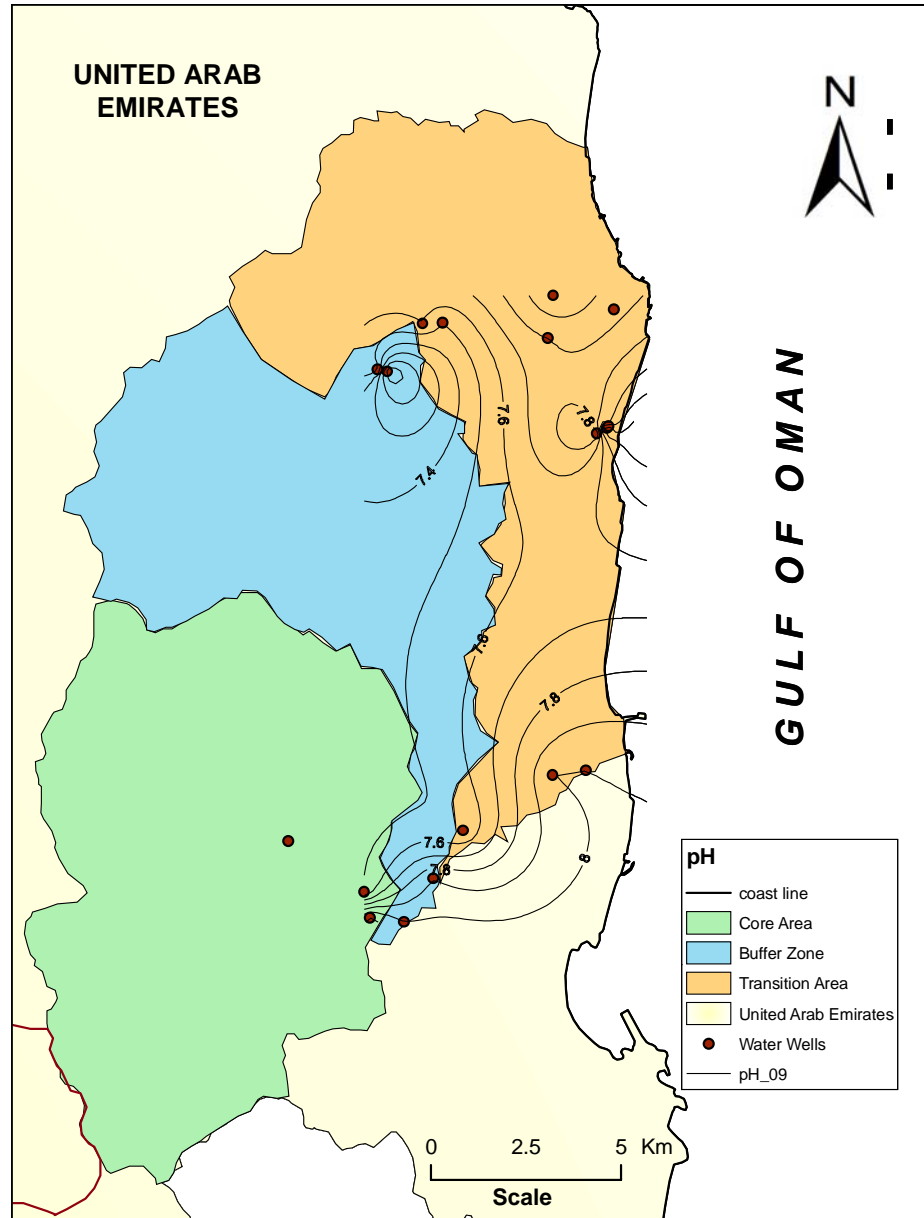 UNITED ARAB
EMIRATES
N
7.6
7.8
7.4
7.6
7.8
7.6
7.8
8
GULF OF OMAN
pH
coast line
Core Area
Buffer Zone
Transition Area
United Arab Emirates
Water Wells
pH_09
0 2.5 5 Km
Scale